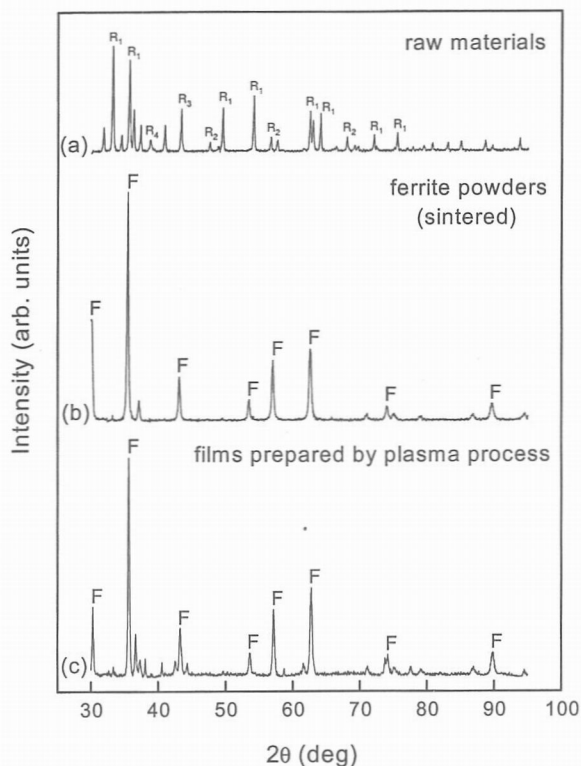 raw materials
R1
R1
R4
R3
R2
R1
R1
R2
R1
R1
R2
R1
R1
(a)
ferrite powders
(sintered)
F
F
F
F
F
F
F
F
(b)
films prepared by plasma process
F
F
F
F
F
F
F
F
(c)
Intensity (arb. units)
30 40 50 60 70 80 90 100
2θ (deg)